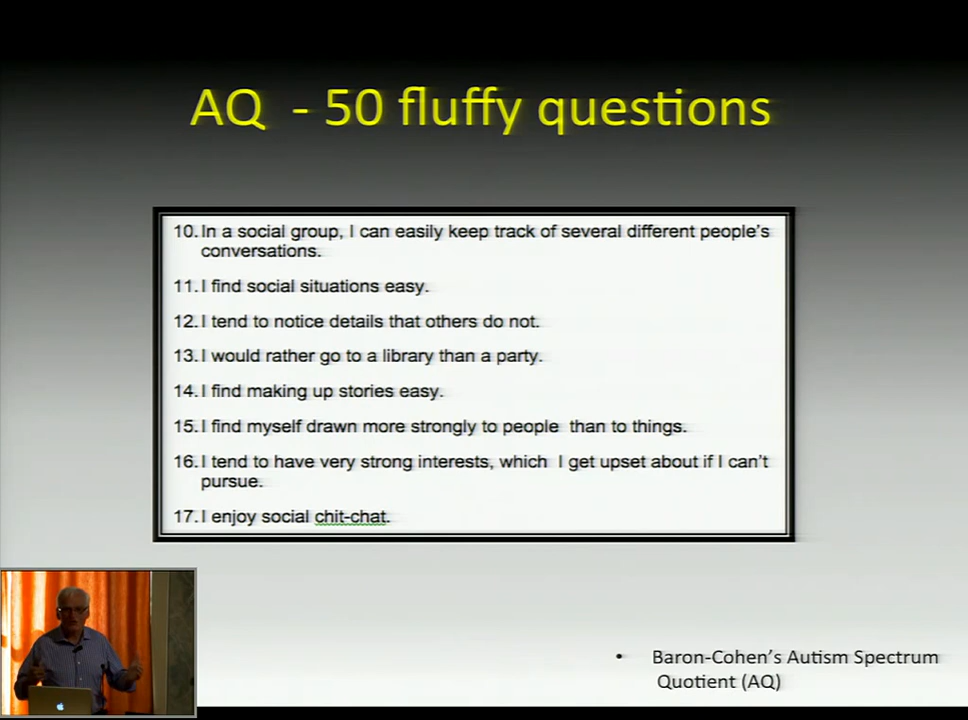 AQ - 50 fluffy questions
10. In a social group, I can easily keep track of several different people's
conversations.
11. I find social situations easy.
12. I tend to notice details that others do not.
13. I would rather go to a library than a party.
14. I find making up stories easy.
15. I find myself drawn more strongly to people than to things.
16. I tend to have very strong interests, which I get upset about if I can't
pursue.
17. I enjoy social chit-chat.
• Baron-Cohen's Autism Spectrum
Quotient (AQ)